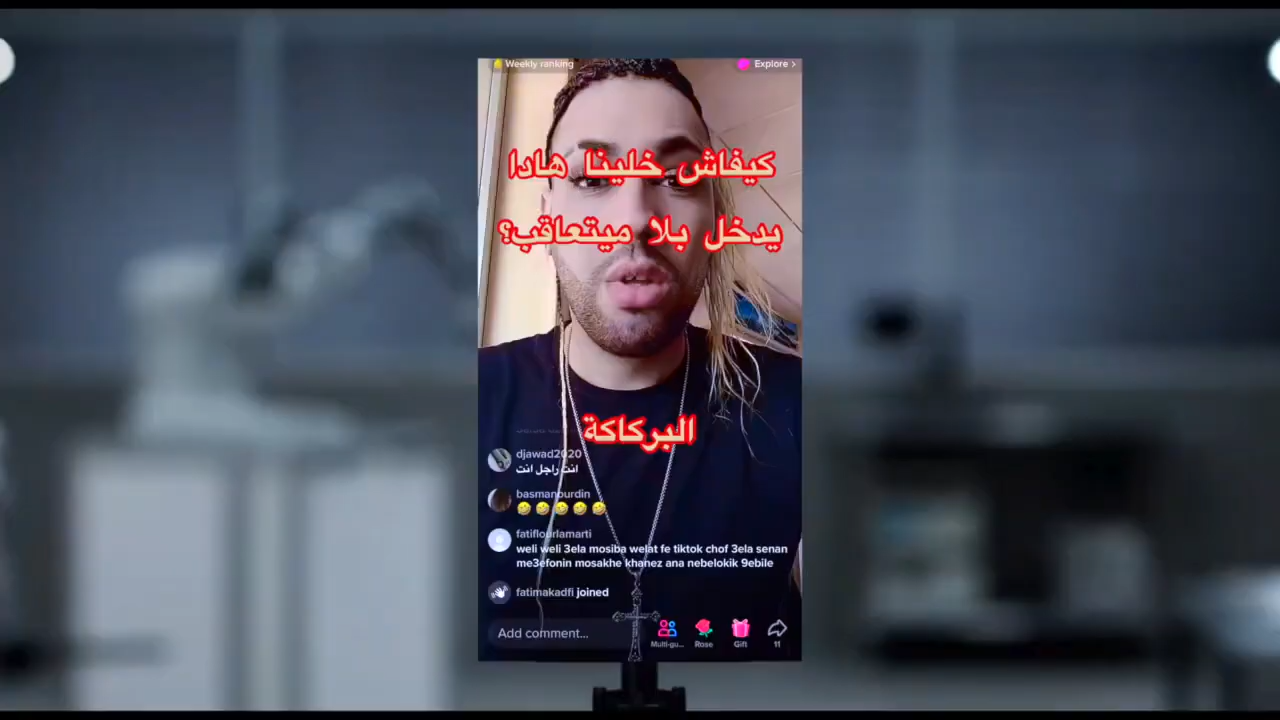 Weekly ranking
Explore >
كيفاش خلينا هادا
يدخل بلا ميتعاقب؟
البركاكة
djawad2020
انت راجل انت
basmanourdin
🤣🤣🤣🤣🤣
fatiflourlamarti
weli weli 3ela mosiba welat fe tiktok chof 3ela senan
me3efonin mosakhe khanez ana nebelokik 9ebile
fatimakadfi joined
Add comment...
Multi-gu...
Rose
Gift
11